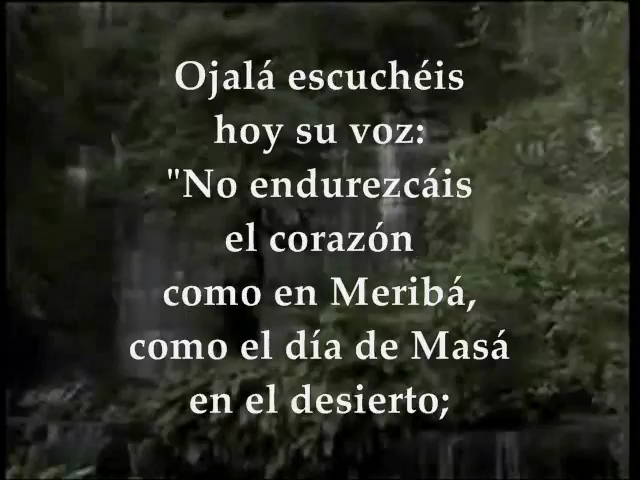 Ojalá escuchéis
hoy su voz:
"No endurezcáis
el corazón
como en Meribá,
como el día de Masá
en el desierto;